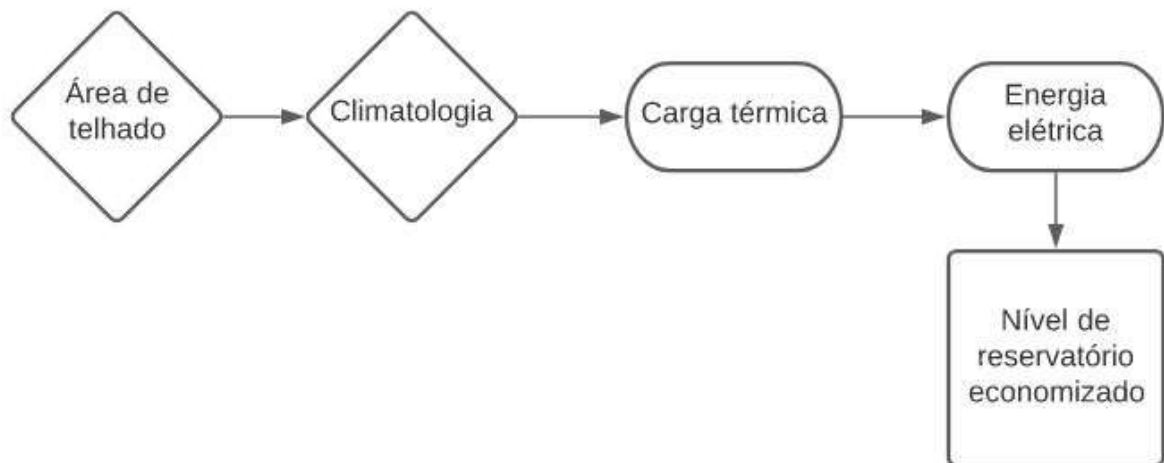 Área de
telhado
Climatologia
Carga térmica
Energia
elétrica
Nível de
reservatório
economizado